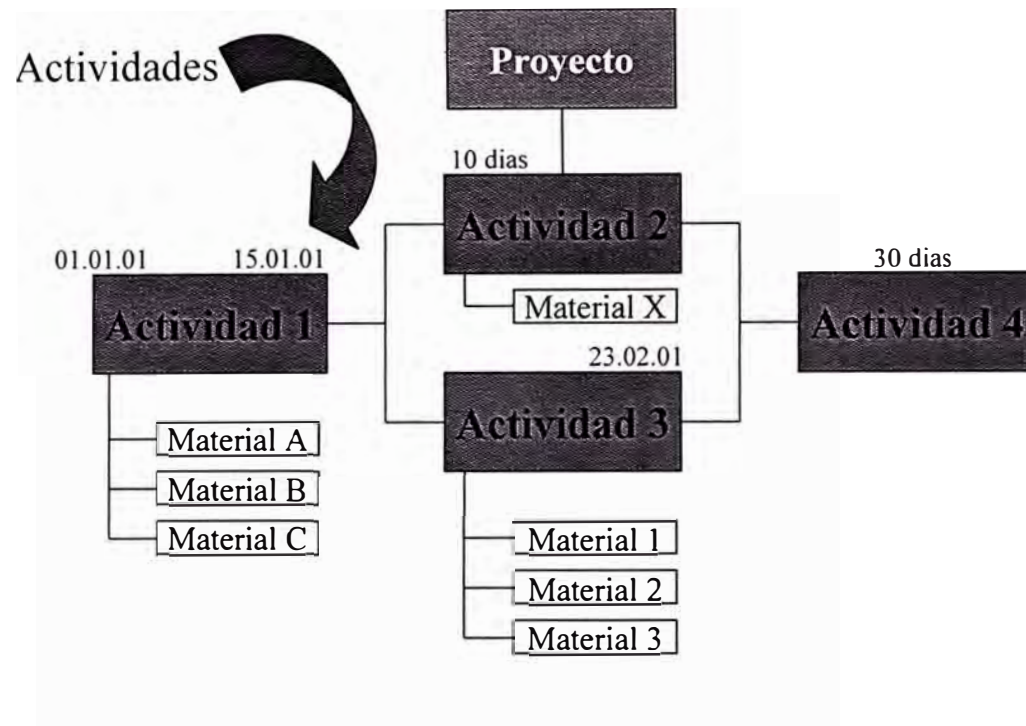 Actividades
Proyecto
10 dias
Actividad 2
Material X
01.01.01 15.01.01
Actividad 1
Material A
Material B
Material C
23.02.01
Actividad 3
Material 1
Material 2
Material 3
30 dias
Actividad 4